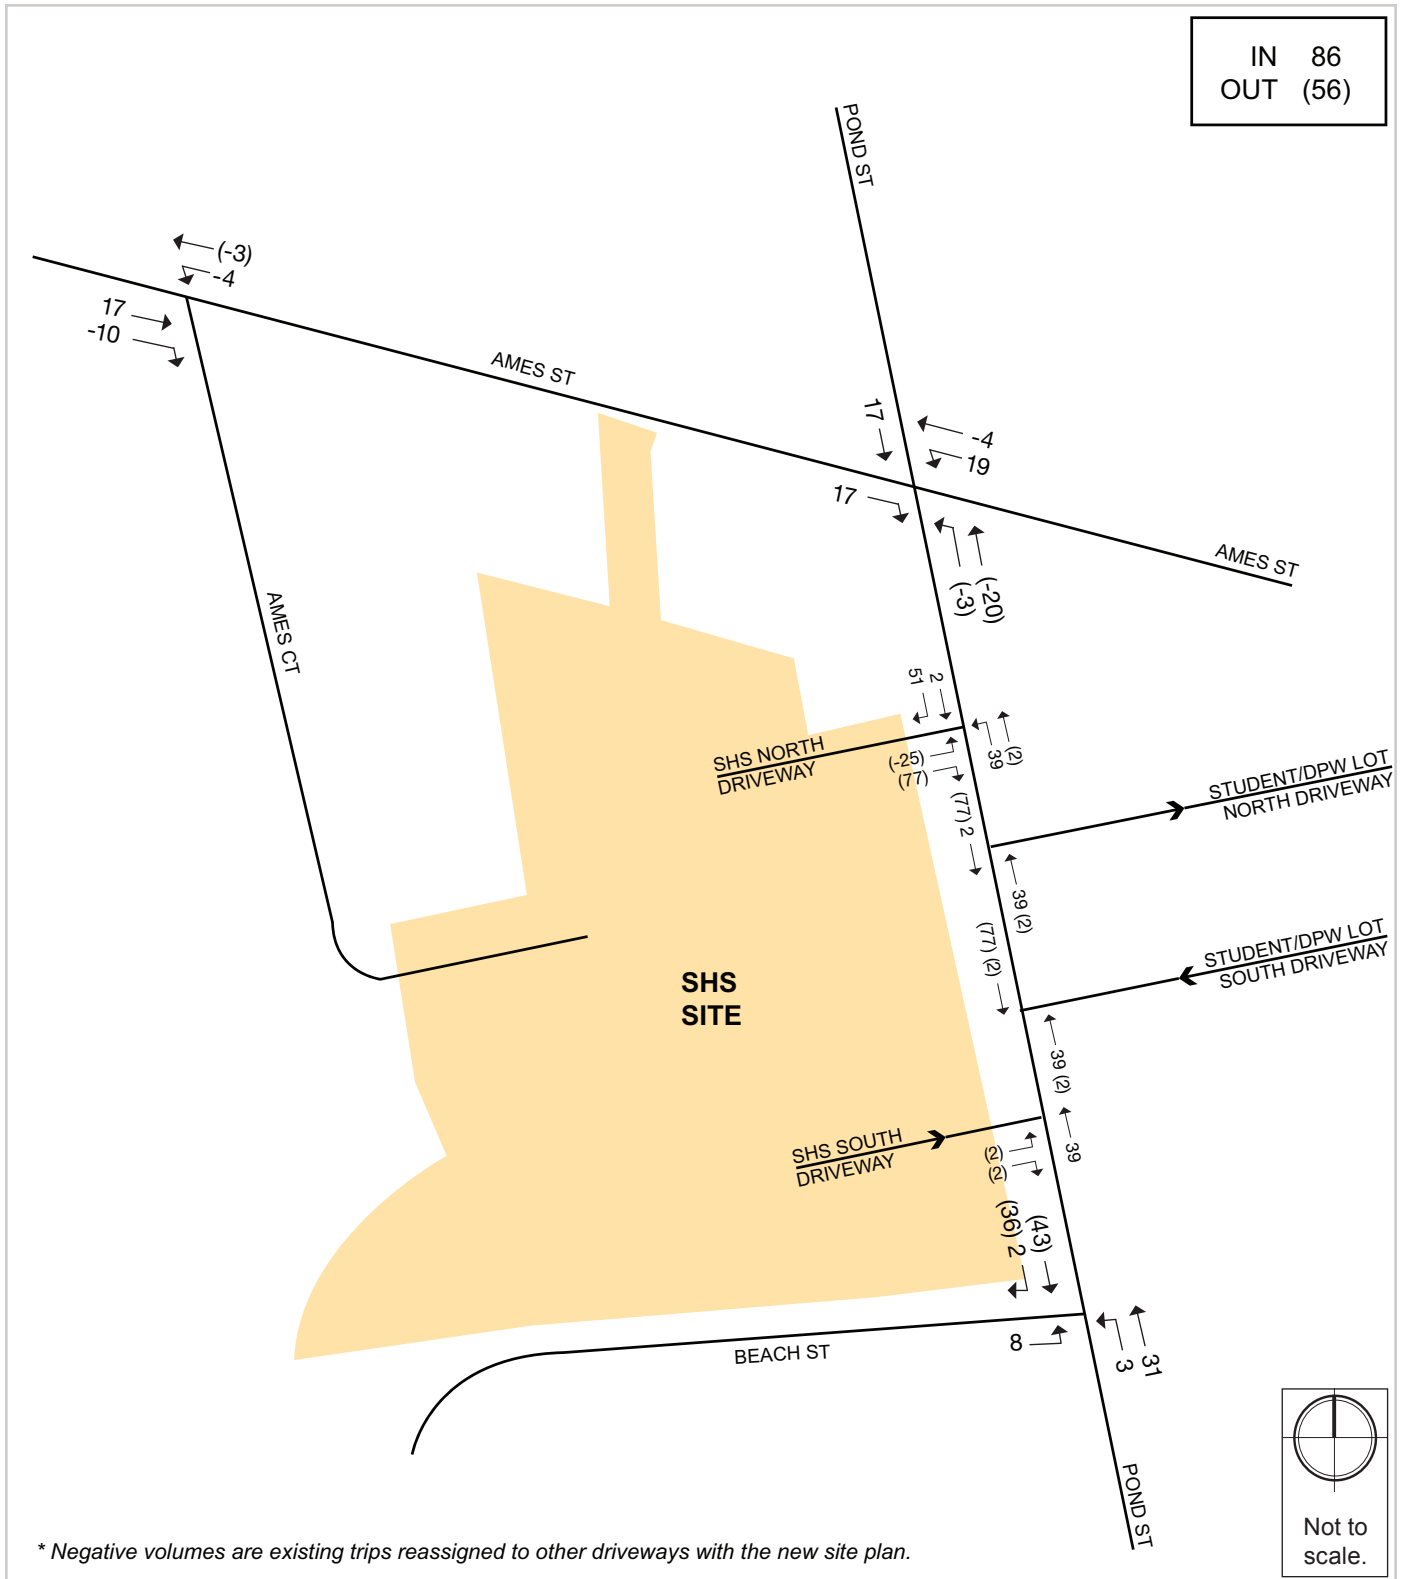 IN 86
OUT (56)
POND ST
(-3)
-4
17
-10
AMES ST
17
-4
19
17
AMES ST
(-3)
(-20)
AMES CT
51
2
39
(2)
SHS NORTH
DRIVEWAY
(-25)
(77)
STUDENT/DPW LOT
NORTH DRIVEWAY
(77) 2
39 (2)
STUDENT/DPW LOT
SOUTH DRIVEWAY
(77) (2)
SHS
SITE
39 (2)
39
SHS SOUTH
DRIVEWAY
(2)
(2)
(36) 2
(43)
8
3
31
BEACH ST
POND ST
Not to
scale.
* Negative volumes are existing trips reassigned to other driveways with the new site plan.